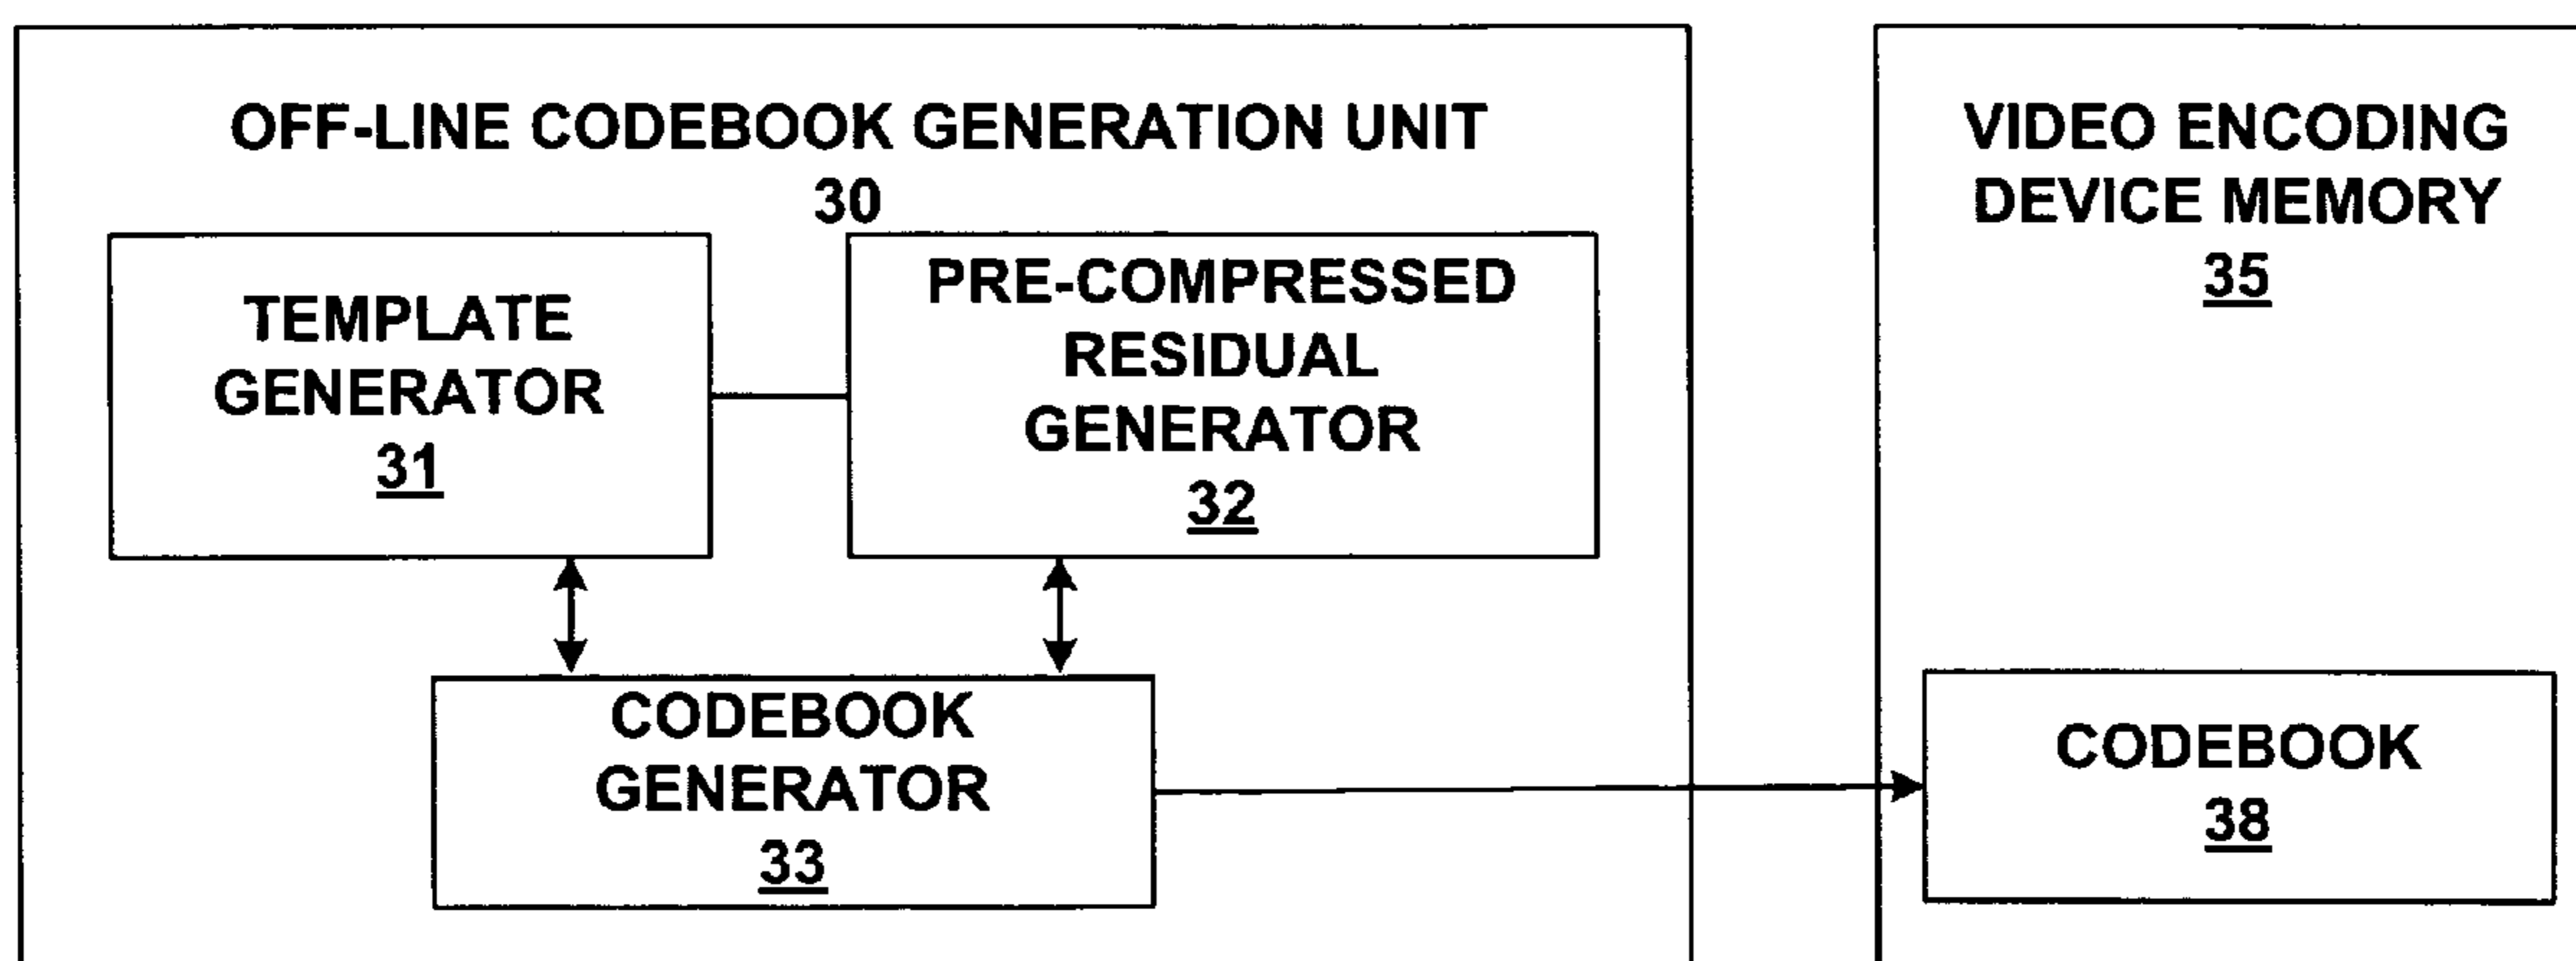 OFF-LINE CODEBOOK GENERATION UNIT
30
TEMPLATE
GENERATOR
31
PRE-COMPRESSED
RESIDUAL
GENERATOR
32
CODEBOOK
GENERATOR
33
VIDEO ENCODING
DEVICE MEMORY
35
CODEBOOK
38